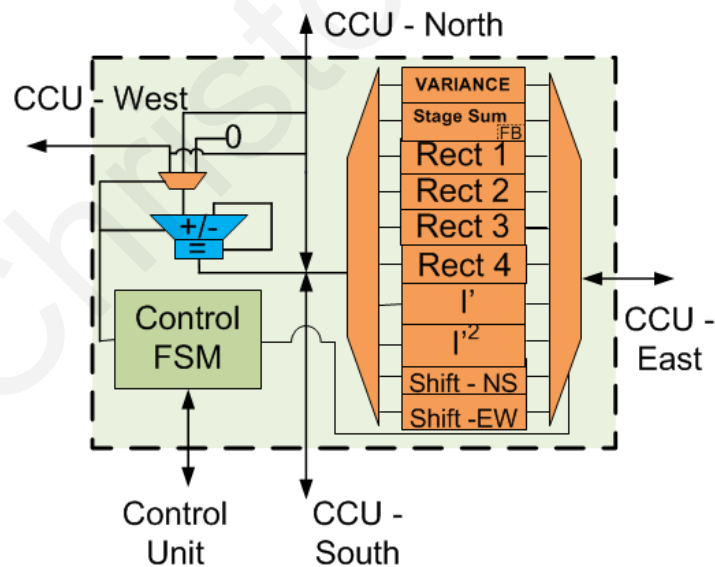 CCU - North
CCU - West
0
+/-
=
VARIANCE
Stage Sum
FB
Rect 1
Rect 2
Rect 3
Rect 4
I'
I'²
Shift - NS
Shift -EW
Control
FSM
CCU -
East
Control
Unit
CCU -
South